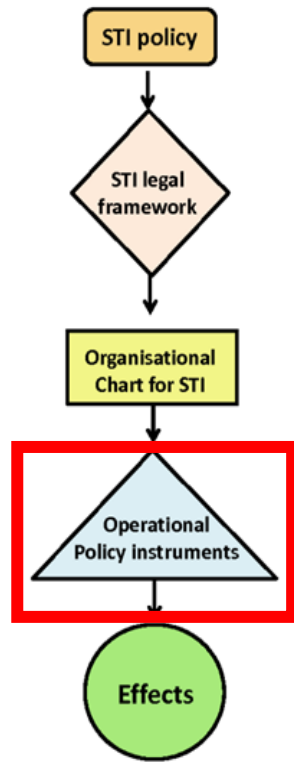 STI policy
STI legal
framework
Organisational
Chart for STI
Operational
Policy instruments
Effects